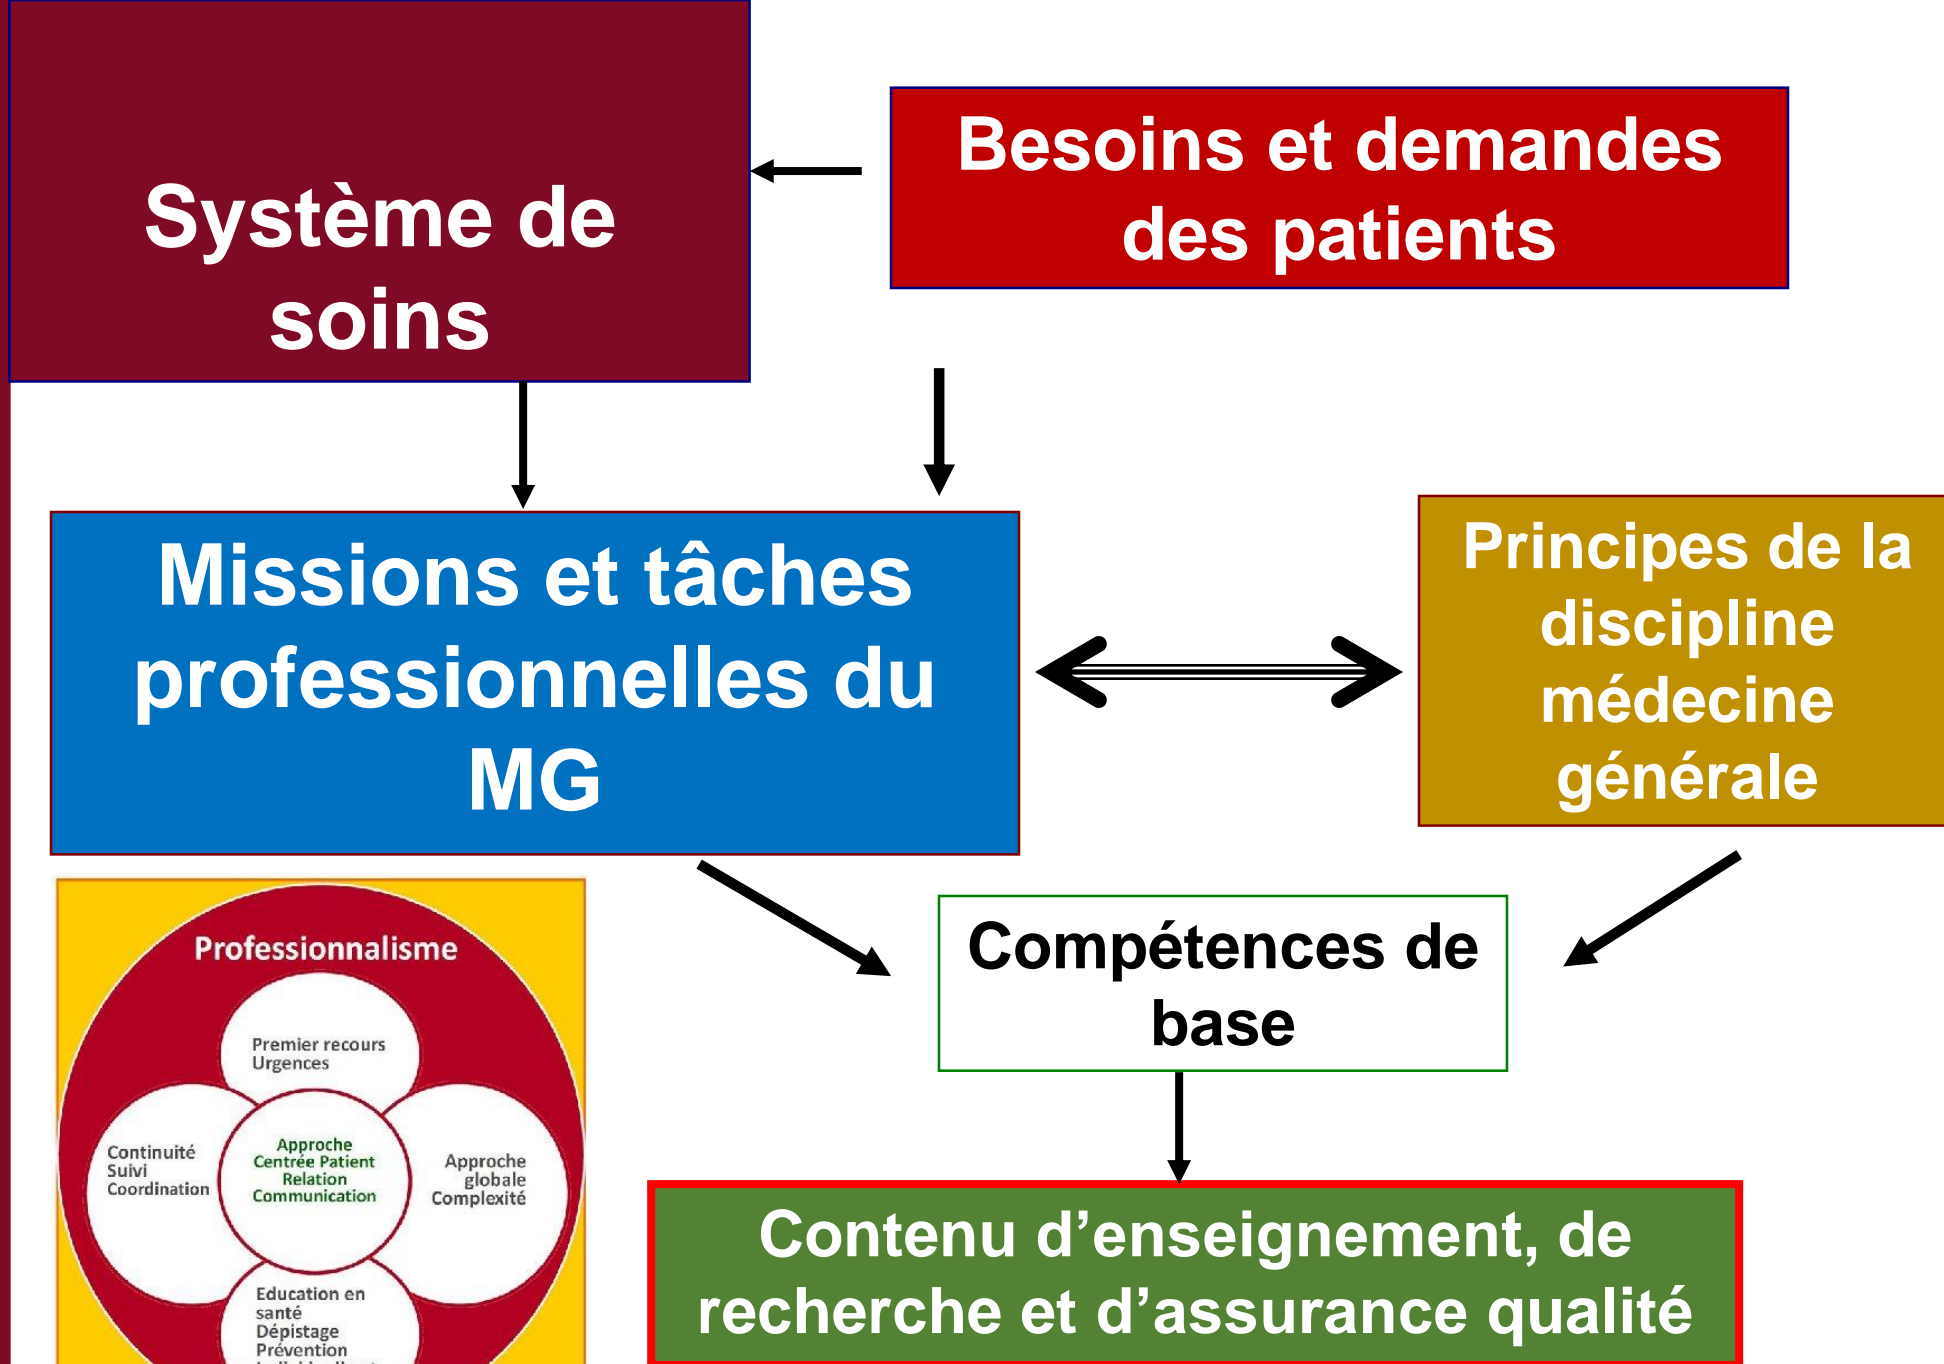 Système de
soins
Besoins et demandes
des patients
Missions et tâches
professionnelles du
MG
Principes de la
discipline
médecine
générale
Compétences de
base
Contenu d’enseignement, de
recherche et d’assurance qualité
Professionnalisme
Premier recours
Urgences
Continuité
Suivi
Coordination
Approche
Centrée Patient
Relation
Communication
Approche
globale
Complexité
Education en
santé
Dépistage
Prévention